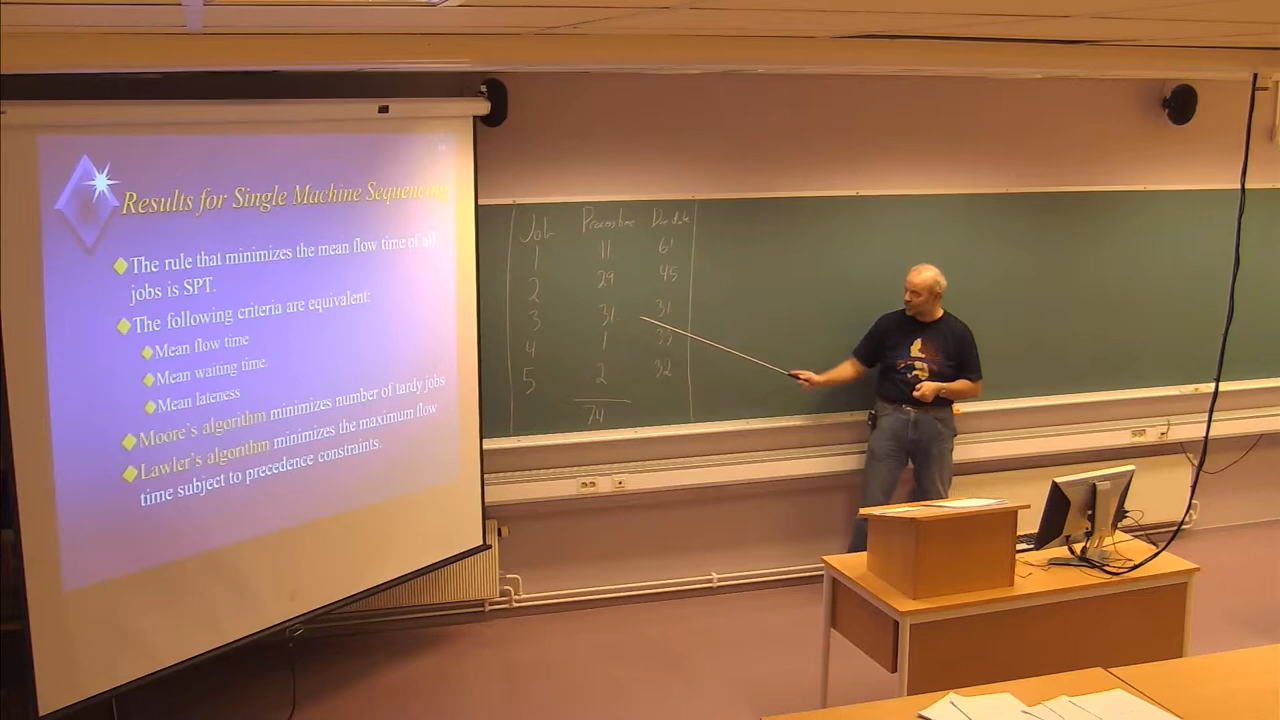 Results for Single Machine Sequencing
The rule that minimizes the mean flow time of all
jobs is SPT.
The following criteria are equivalent:
Mean flow time
Mean waiting time.
Mean lateness
Moore's algorithm minimizes number of tardy jobs
Lawler's algorithm minimizes the maximum flow
time subject to precedence constraints.
Job Process time Due date
1 11 61
2 29 45
3 31 31
4 1 33
5 2 32
74